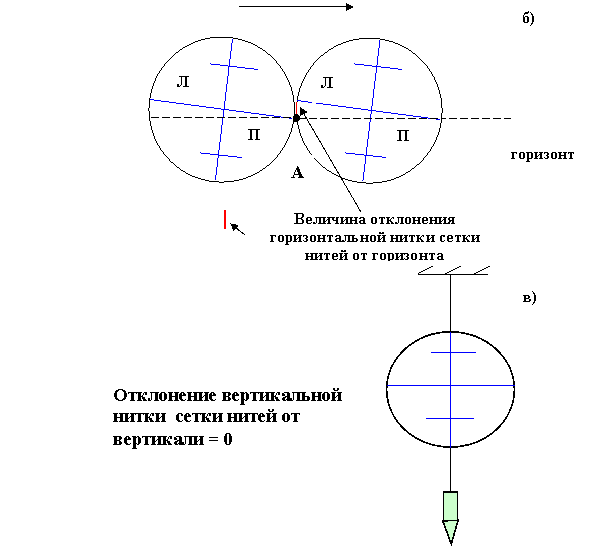 б)
Л
Л
П
П
горизонт
А
Величина отклонения
горизонтальной нитки сетки
нитей от горизонта
в)
Отклонение вертикальной
нитки сетки нитей от
вертикали = 0